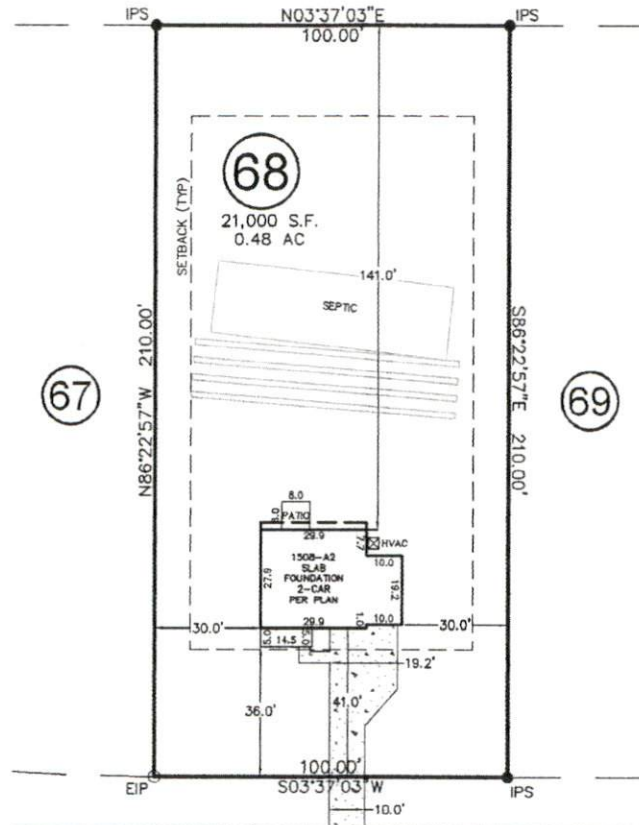 IPS
N03°37'03"E
IPS
100.00'
68
21,000 S.F.
0.48 AC
SETBACK (TYP)
141.0'
SEPTIC
N86°22'57"W 210.00'
S86°22'57"E 210.00'
67
69
8.0
8.0
PATIO
29.9
7.7
HVAC
1508-A2
SLAB
FOUNDATION
2-CAR
PER PLAN
27.9
10.0
19.2
29.9
1.0
10.0
30.0'
30.0'
5.0
14.5
5.0
19.2'
36.0'
41.0'
100.00'
EIP
S03°37'03"W
IPS
10.0'